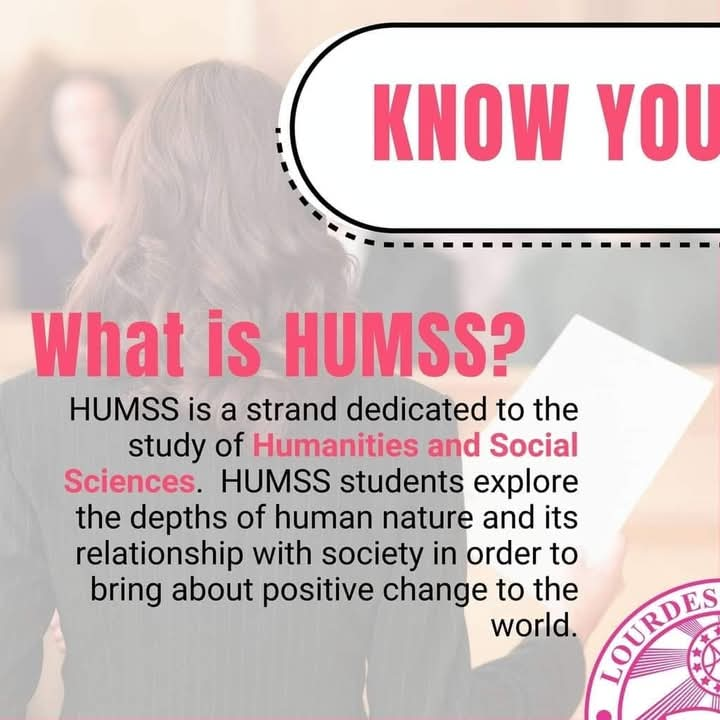 KNOW YOU
What is HUMSS?
HUMSS is a strand dedicated to the
study of Humanities and Social
Sciences. HUMSS students explore
the depths of human nature and its
relationship with society in order to
bring about positive change to the
world.
LOURDES